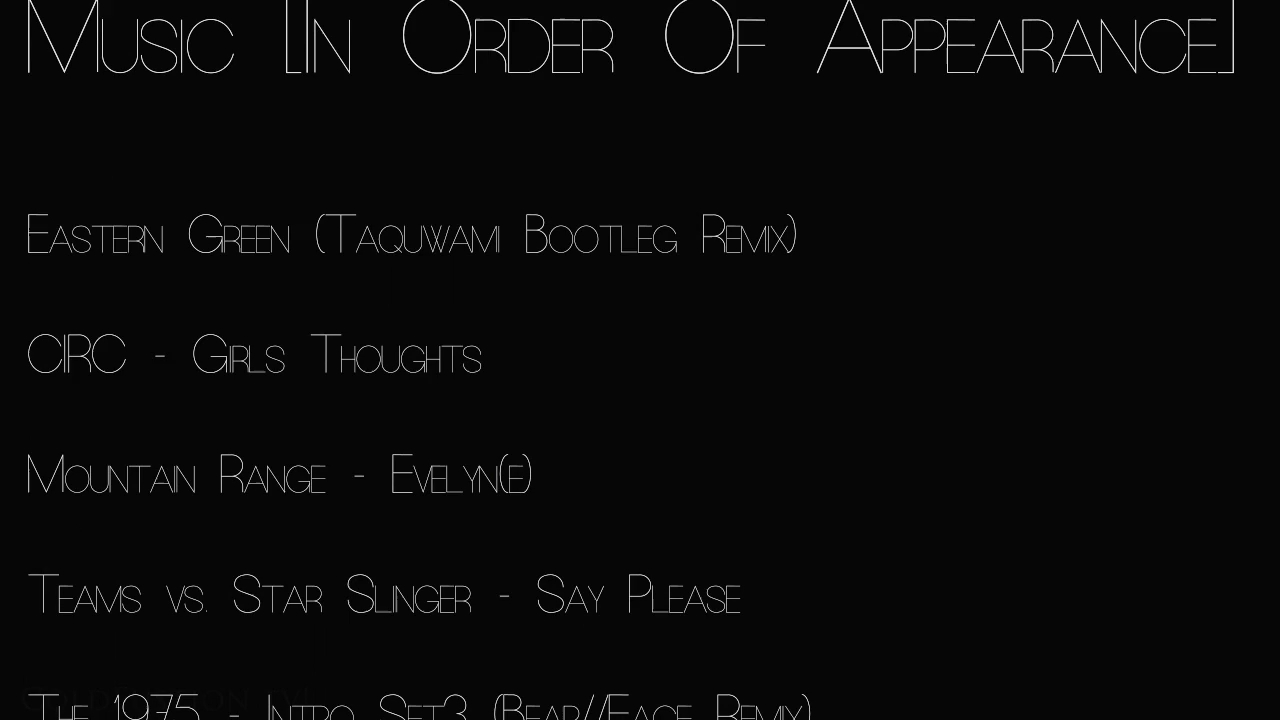 Music [In Order Of Appearance]
Eastern Green (Taquwami Bootleg Remix)
CIRC - Girls Thoughts
Mountain Range - Evelyn(E)
Teams vs. Star Slinger - Say Please
The 1975 - Intro Set3 (Bear//Face Remix)